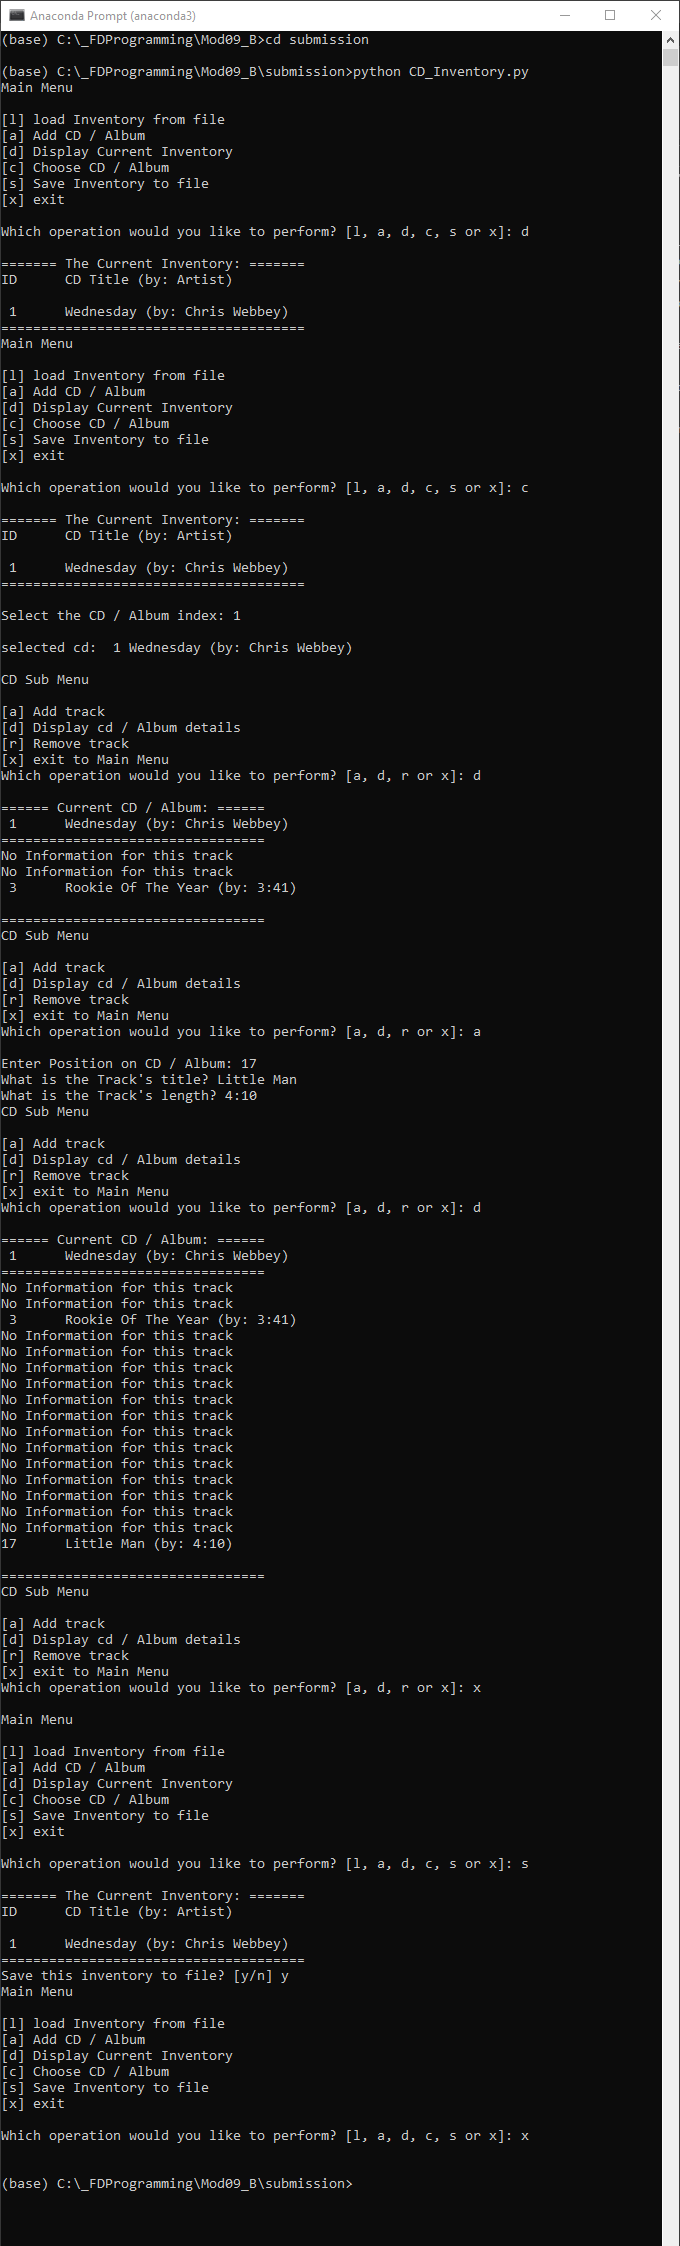 Anaconda Prompt (anaconda3)
(base) C:\_FDProgramming\Mod09_B>cd submission
(base) C:\_FDProgramming\Mod09_B\submission>python CD_Inventory.py
Main Menu
[l] load Inventory from file
[a] Add CD / Album
[d] Display Current Inventory
[c] Choose CD / Album
[s] Save Inventory to file
[x] exit
Which operation would you like to perform? [l, a, d, c, s or x]: d
======= The Current Inventory: =======
ID      CD Title (by: Artist)
 1      Wednesday (by: Chris Webbey)
======================================
Main Menu
[l] load Inventory from file
[a] Add CD / Album
[d] Display Current Inventory
[c] Choose CD / Album
[s] Save Inventory to file
[x] exit
Which operation would you like to perform? [l, a, d, c, s or x]: c
======= The Current Inventory: =======
ID      CD Title (by: Artist)
 1      Wednesday (by: Chris Webbey)
======================================
Select the CD / Album index: 1
selected cd:  1 Wednesday (by: Chris Webbey)
CD Sub Menu
[a] Add track
[d] Display cd / Album details
[r] Remove track
[x] exit to Main Menu
Which operation would you like to perform? [a, d, r or x]: d
====== Current CD / Album: ======
 1      Wednesday (by: Chris Webbey)
=================================
No Information for this track
No Information for this track
 3      Rookie Of The Year (by: 3:41)
=================================
CD Sub Menu
[a] Add track
[d] Display cd / Album details
[r] Remove track
[x] exit to Main Menu
Which operation would you like to perform? [a, d, r or x]: a
Enter Position on CD / Album: 17
What is the Track's title? Little Man
What is the Track's length? 4:10
CD Sub Menu
[a] Add track
[d] Display cd / Album details
[r] Remove track
[x] exit to Main Menu
Which operation would you like to perform? [a, d, r or x]: d
====== Current CD / Album: ======
 1      Wednesday (by: Chris Webbey)
=================================
No Information for this track
No Information for this track
 3      Rookie Of The Year (by: 3:41)
No Information for this track
No Information for this track
No Information for this track
No Information for this track
No Information for this track
No Information for this track
No Information for this track
No Information for this track
No Information for this track
No Information for this track
No Information for this track
No Information for this track
No Information for this track
17      Little Man (by: 4:10)
=================================
CD Sub Menu
[a] Add track
[d] Display cd / Album details
[r] Remove track
[x] exit to Main Menu
Which operation would you like to perform? [a, d, r or x]: x
Main Menu
[l] load Inventory from file
[a] Add CD / Album
[d] Display Current Inventory
[c] Choose CD / Album
[s] Save Inventory to file
[x] exit
Which operation would you like to perform? [l, a, d, c, s or x]: s
======= The Current Inventory: =======
ID      CD Title (by: Artist)
 1      Wednesday (by: Chris Webbey)
======================================
Save this inventory to file? [y/n] y
Main Menu
[l] load Inventory from file
[a] Add CD / Album
[d] Display Current Inventory
[c] Choose CD / Album
[s] Save Inventory to file
[x] exit
Which operation would you like to perform? [l, a, d, c, s or x]: x
(base) C:\_FDProgramming\Mod09_B\submission>